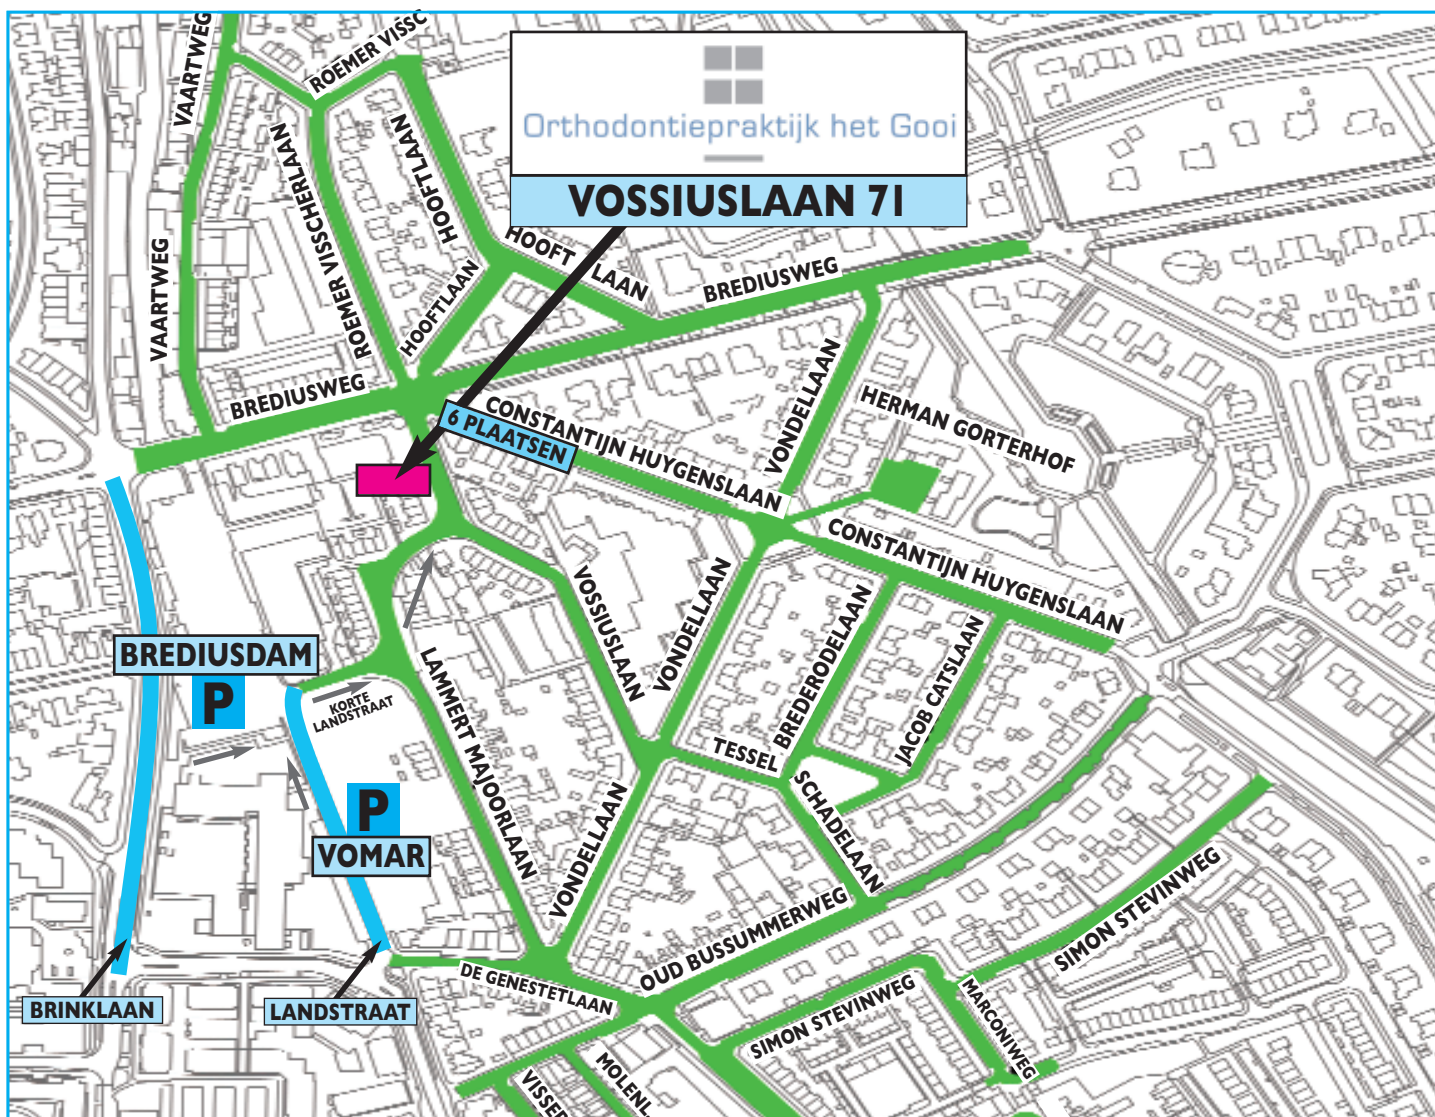 VAARTWEG
ROEMER VISSC
Orthodontiepraktijk het Gooi
VOSSIUSLAAN 71
HOOFTLAAN
ROEMER VISSCHERLAAN
HOOFTLAAN
HOOFT LAAN
BREDIUSWEG
VAARTWEG
HOOFTLAAN
BREDIUSWEG
VONDELLAAN
HERMAN GORTERHOF
6 PLAATSEN
CONSTANTIJN HUYGENSLAAN
CONSTANTIJN HUYGENSLAAN
VOSSIUSLAAN
VONDELLAAN
BREDERODELAAN
JACOB CATSLAAN
BREDIUSDAM
P
KORTE
LANDSTRAAT
LAMMERT MAJOORLAAN
TESSEL
SCHADELAAN
P
VOMAR
VONDELLAAN
OUD BUSSUMMERWEG
SIMON STEVINWEG
DE GENESTETLAAN
BRINKLAAN
LANDSTRAAT
SIMON STEVINWEG
MARCONIWEG
VISSER
MOLENL